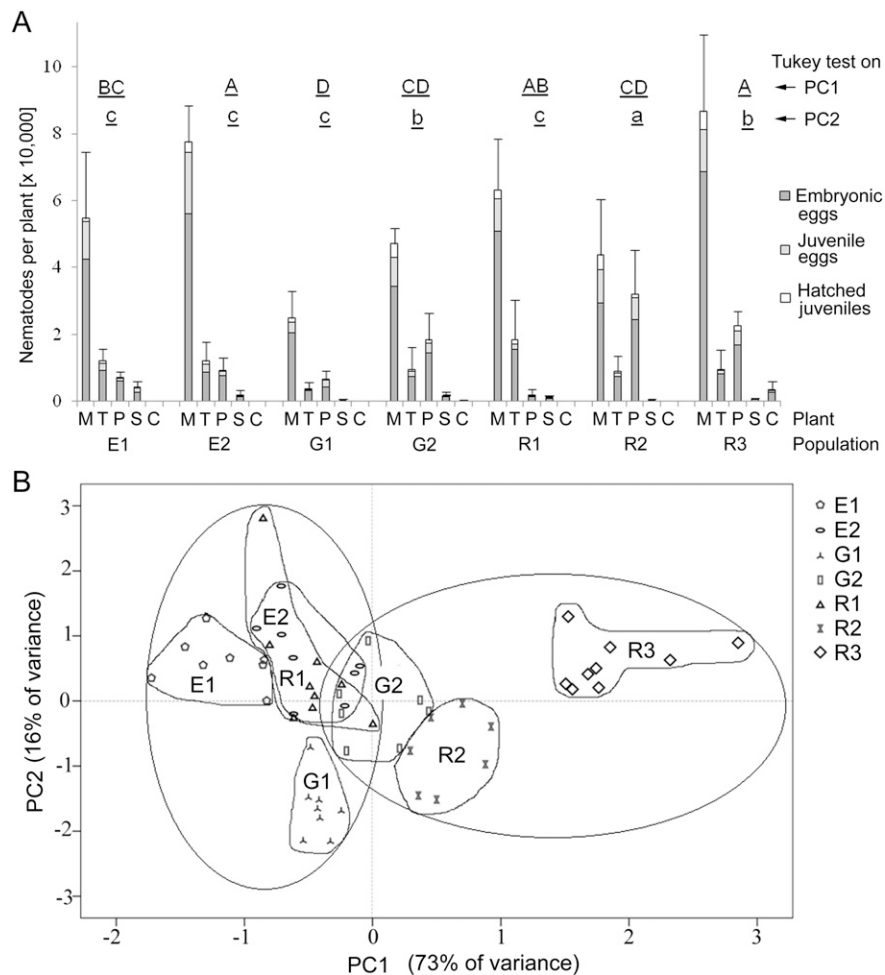 A
Nematodes per plant [x 10,000]
10
8
6
4
2
0
BC A D CD AB CD A
c c c b c a b
Tukey test on
PC1
PC2
Embryonic
eggs
Juvenile
eggs
Hatched
juveniles
M T P S C M T P S C M T P S C M T P S C M T P S C M T P S C M T P S C Plant
E1 E2 G1 G2 R1 R2 R3 Population
B
PC2 (16% of variance)
3
2
1
0
-1
-2
-3
E1
E2
R1
G1
G2
R2
R3
E1
E2
G1
G2
R1
R2
R3
-2 -1 0 1 2 3
PC1 (73% of variance)